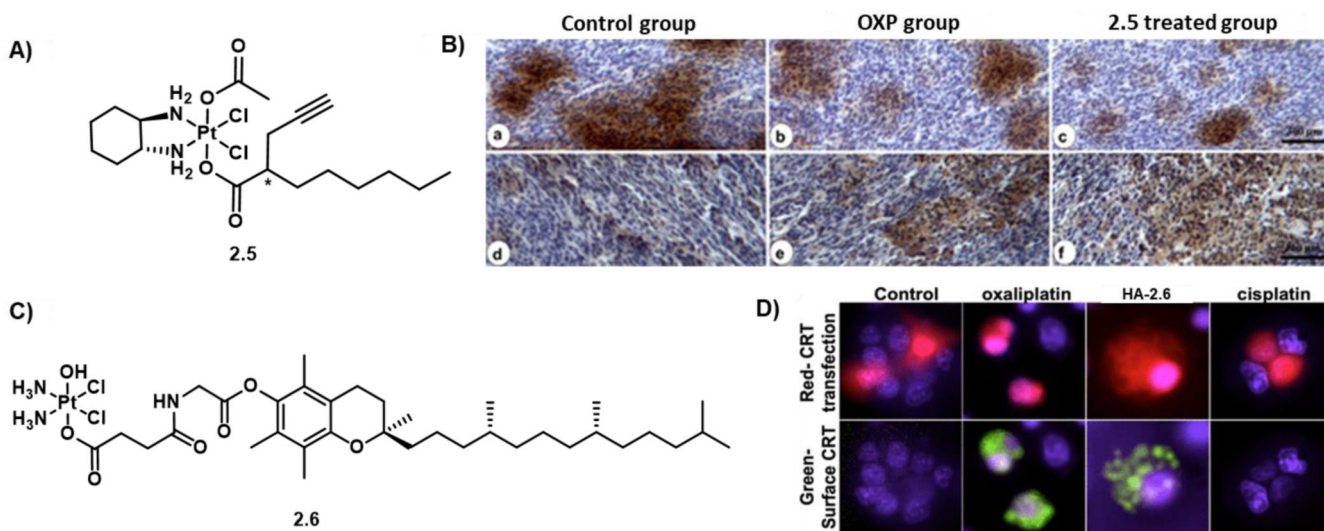 A)
O
O
H2
N
Cl
Pt
Cl
N
H2
O
O
*
2.5
B)
Control group
OXP group
2.5 treated group
a
b
c
d
e
f
C)
OH
H3N
Cl
Pt
H3N
Cl
O
O
HN
O
O
O
O
2.6
D)
Control
oxaliplatin
HA-2.6
cisplatin
Red- CRT
transfection
Green-
Surface CRT